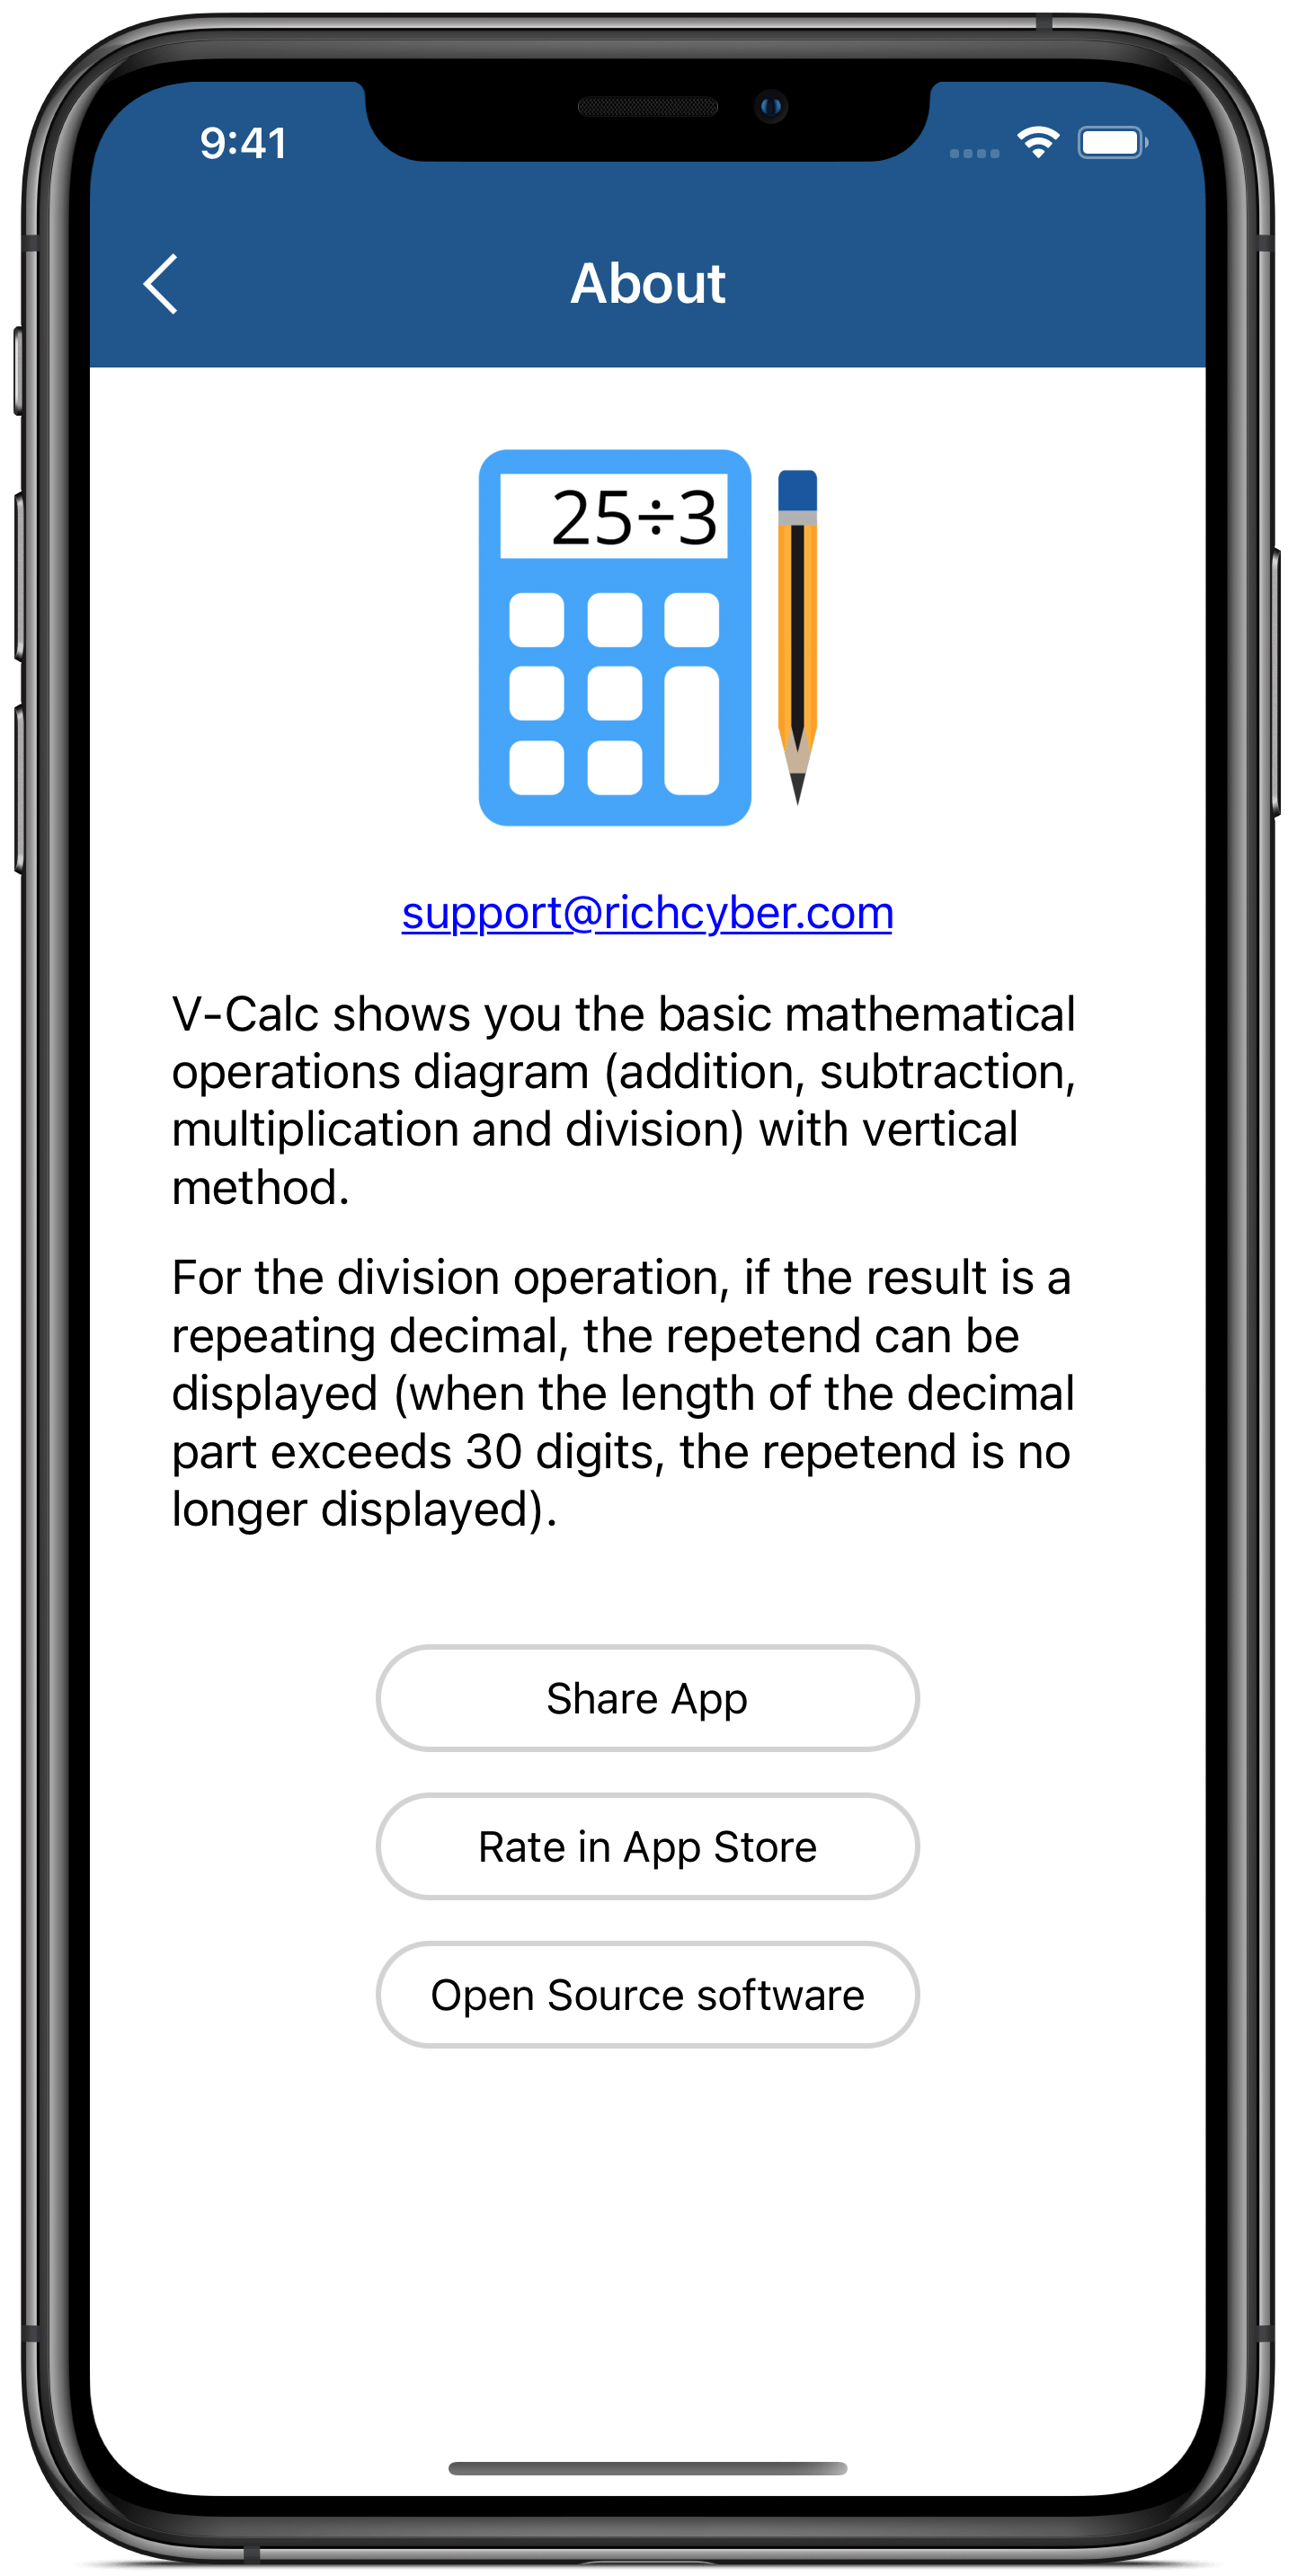 9:41
About
25÷3
support@richcyber.com
V-Calc shows you the basic mathematical
operations diagram (addition, subtraction,
multiplication and division) with vertical
method.
For the division operation, if the result is a
repeating decimal, the repetend can be
displayed (when the length of the decimal
part exceeds 30 digits, the repetend is no
longer displayed).
Share App
Rate in App Store
Open Source software